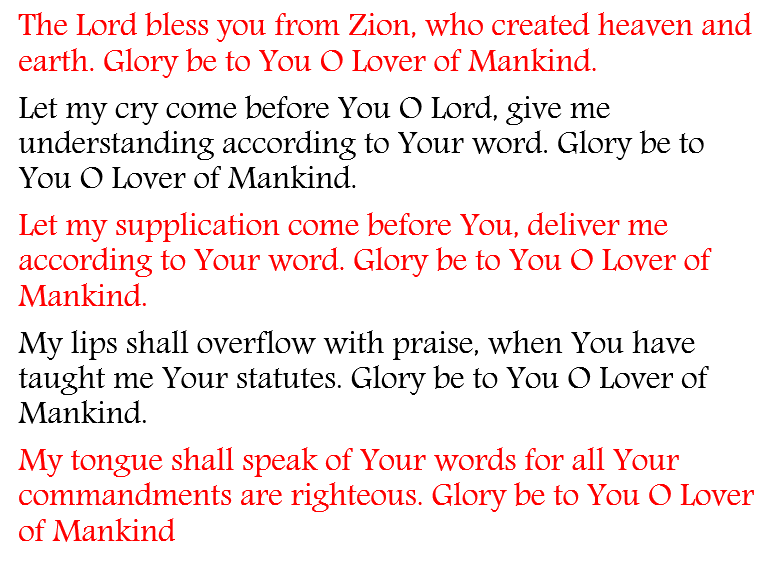 The Lord bless you from Zion, who created heaven and
earth. Glory be to You O Lover of Mankind.
Let my cry come before You O Lord, give me
understanding according to Your word. Glory be to
You O Lover of Mankind.
Let my supplication come before You, deliver me
according to Your word. Glory be to You O Lover of
Mankind.
My lips shall overflow with praise, when You have
taught me Your statutes. Glory be to You O Lover of
Mankind.
My tongue shall speak of Your words for all Your
commandments are righteous. Glory be to You O Lover
of Mankind